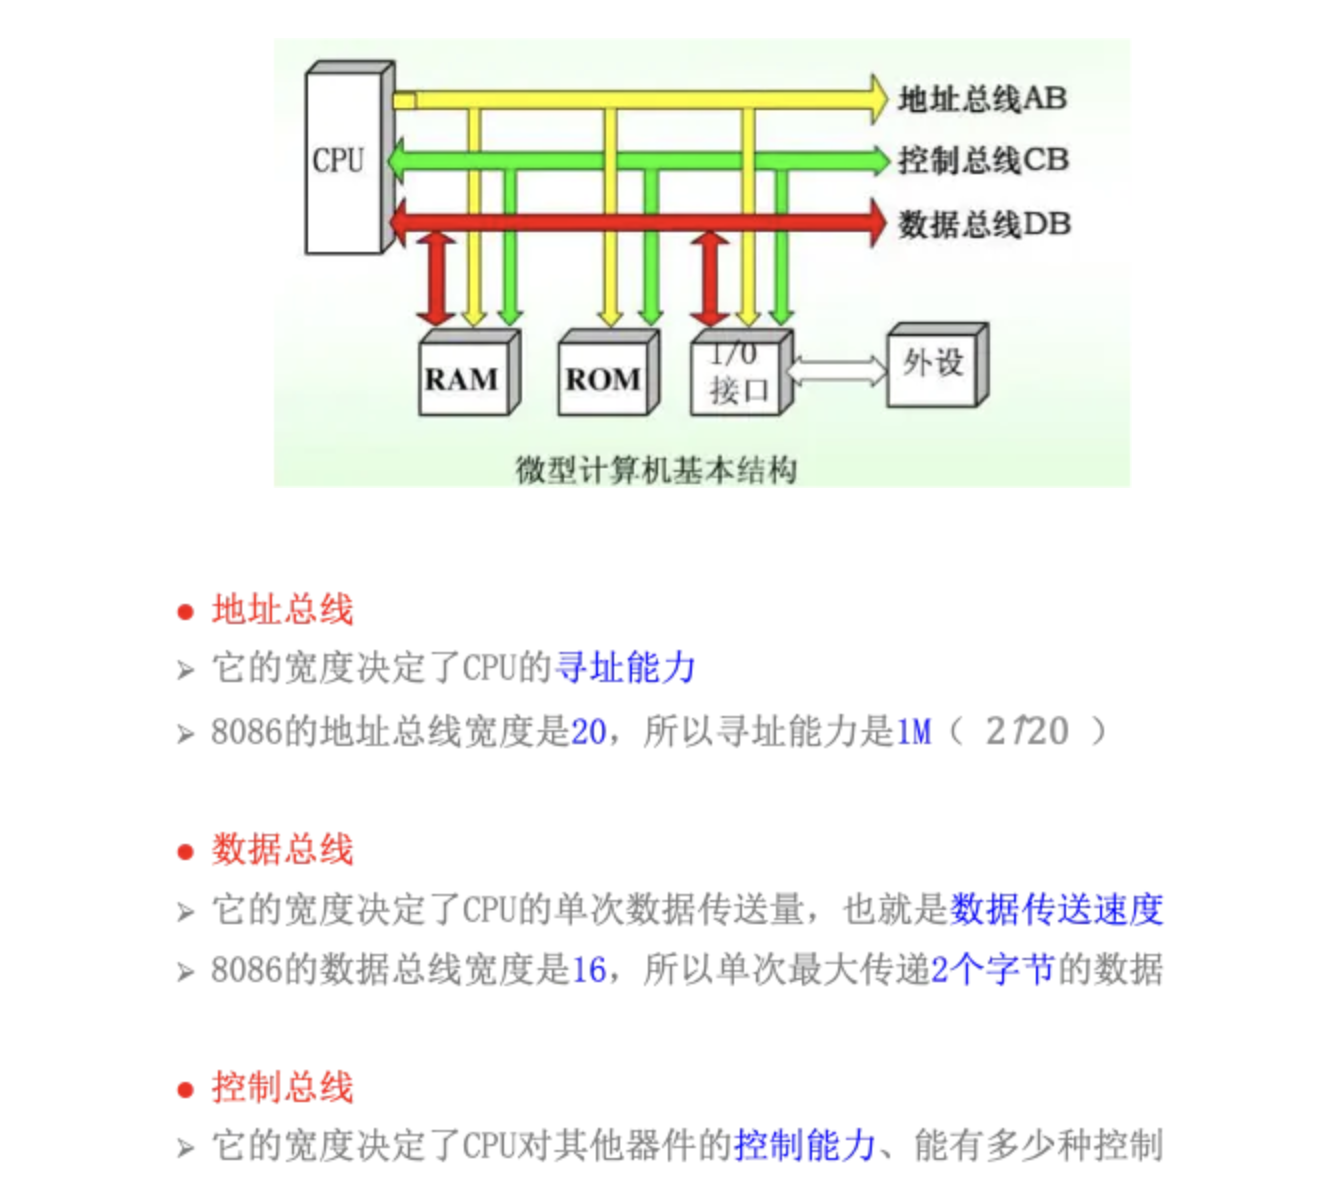 地址总线AB
CPU
控制总线CB
数据总线DB
RAM
ROM
I/O
接口
外设
微型计算机基本结构
● 地址总线
➢ 它的宽度决定了CPU的寻址能力
➢ 8086的地址总线宽度是20，所以寻址能力是1M（ 2↑20 ）
● 数据总线
➢ 它的宽度决定了CPU的单次数据传送量，也就是数据传送速度
➢ 8086的数据总线宽度是16，所以单次最大传递2个字节的数据
● 控制总线
➢ 它的宽度决定了CPU对其他器件的控制能力、能有多少种控制